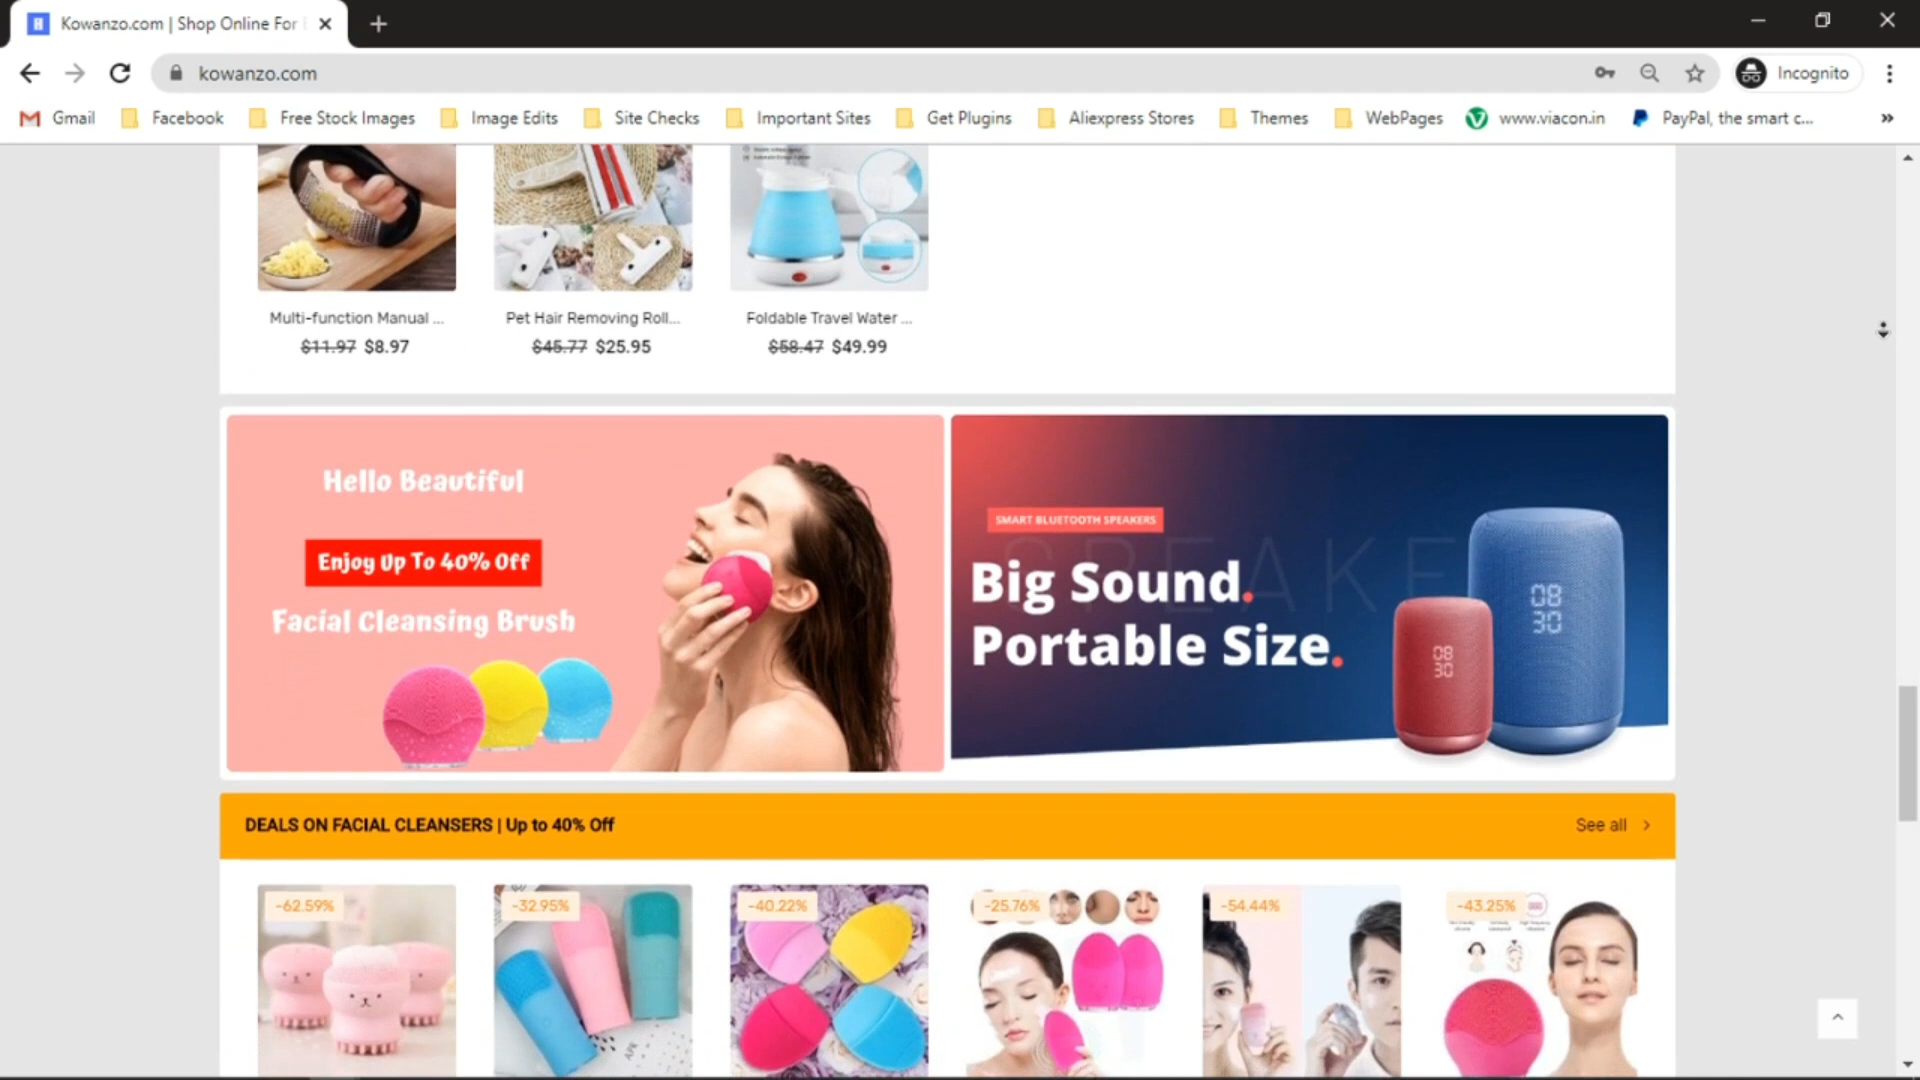 Kowanzo.com | Shop Online For
kowanzo.com
Incognito
Gmail
Facebook
Free Stock Images
Image Edits
Site Checks
Important Sites
Get Plugins
Aliexpress Stores
Themes
WebPages
www.viacon.in
PayPal, the smart c...
»
Multi-function Manual ...
$11.97 $8.97
Pet Hair Removing Roll...
$45.77 $25.95
Foldable Travel Water ...
$58.47 $49.99
Hello Beautiful
Enjoy Up To 40% Off
Facial Cleansing Brush
SMART BLUETOOTH SPEAKERS
SPEAKE
Big Sound.
Portable Size.
08
30
08
30
DEALS ON FACIAL CLEANSERS | Up to 40% Off
See all
-62.59%
-32.95%
-40.22%
-25.76%
-54.44%
-43.25%